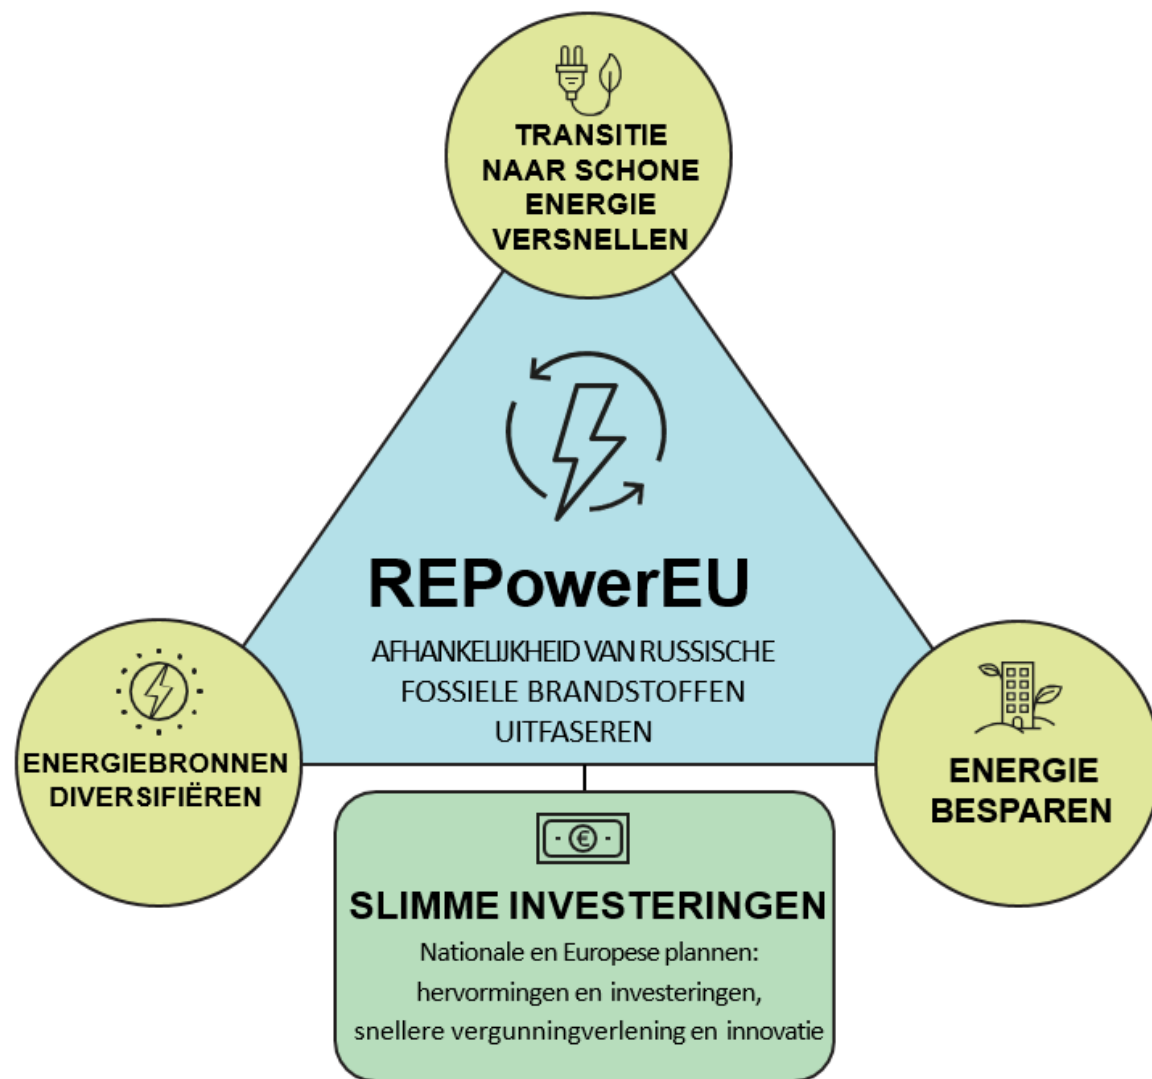 TRANSITIE
NAAR SCHONE
ENERGIE
VERSNELLEN
REPowerEU
AFHANKELIJKHEID VAN RUSSISCHE
FOSSIELE BRANDSTOFFEN
UITFASEREN
ENERGIEBRONNEN
DIVERSIFIËREN
ENERGIE
BESPAREN
€
SLIMME INVESTERINGEN
Nationale en Europese plannen:
hervormingen en investeringen,
snellere vergunningverlening en innovatie